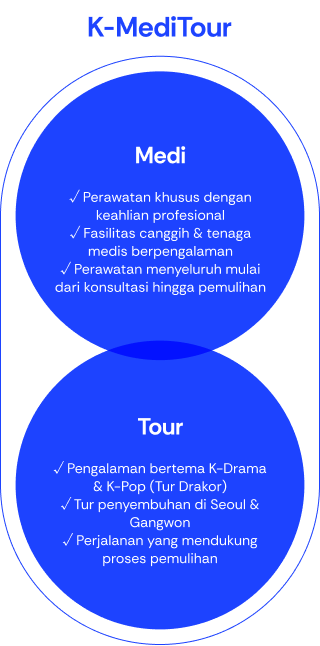 K-MediTour
Medi
✓ Perawatan khusus dengan
keahlian profesional
✓ Fasilitas canggih & tenaga
medis berpengalaman
✓ Perawatan menyeluruh mulai
dari konsultasi hingga pemulihan
Tour
✓ Pengalaman bertema K-Drama
& K-Pop (Tur Drakor)
✓ Tur penyembuhan di Seoul &
Gangwon
✓ Perjalanan yang mendukung
proses pemulihan